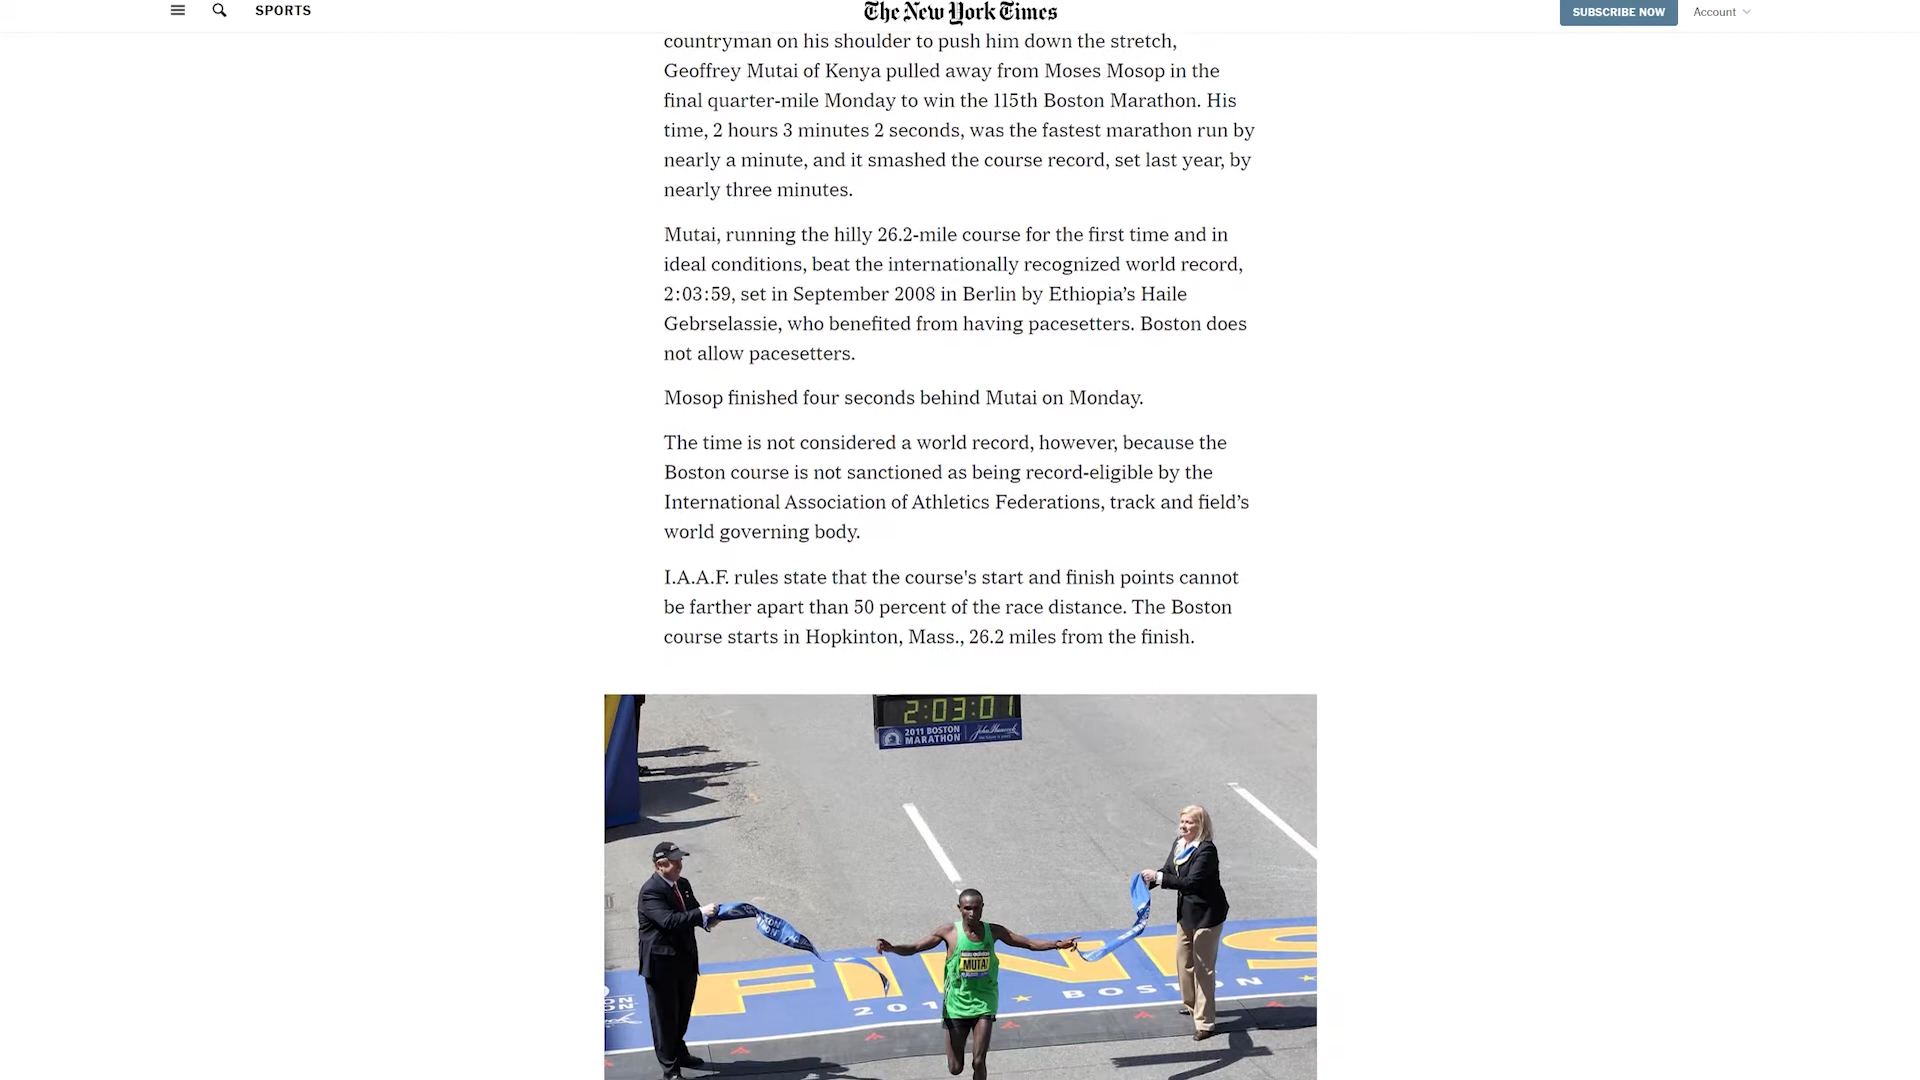 SPORTS
The New York Times
SUBSCRIBE NOW
Account
countryman on his shoulder to push him down the stretch,
Geoffrey Mutai of Kenya pulled away from Moses Mosop in the
final quarter-mile Monday to win the 115th Boston Marathon. His
time, 2 hours 3 minutes 2 seconds, was the fastest marathon run by
nearly a minute, and it smashed the course record, set last year, by
nearly three minutes.
Mutai, running the hilly 26.2-mile course for the first time and in
ideal conditions, beat the internationally recognized world record,
2:03:59, set in September 2008 in Berlin by Ethiopia’s Haile
Gebrselassie, who benefited from having pacesetters. Boston does
not allow pacesetters.
Mosop finished four seconds behind Mutai on Monday.
The time is not considered a world record, however, because the
Boston course is not sanctioned as being record-eligible by the
International Association of Athletics Federations, track and field’s
world governing body.
I.A.A.F. rules state that the course's start and finish points cannot
be farther apart than 50 percent of the race distance. The Boston
course starts in Hopkinton, Mass., 26.2 miles from the finish.
2:03:01
2011 BOSTON
MARATHON
John Hancock
MUTAI
FINIS
201
BOSTON